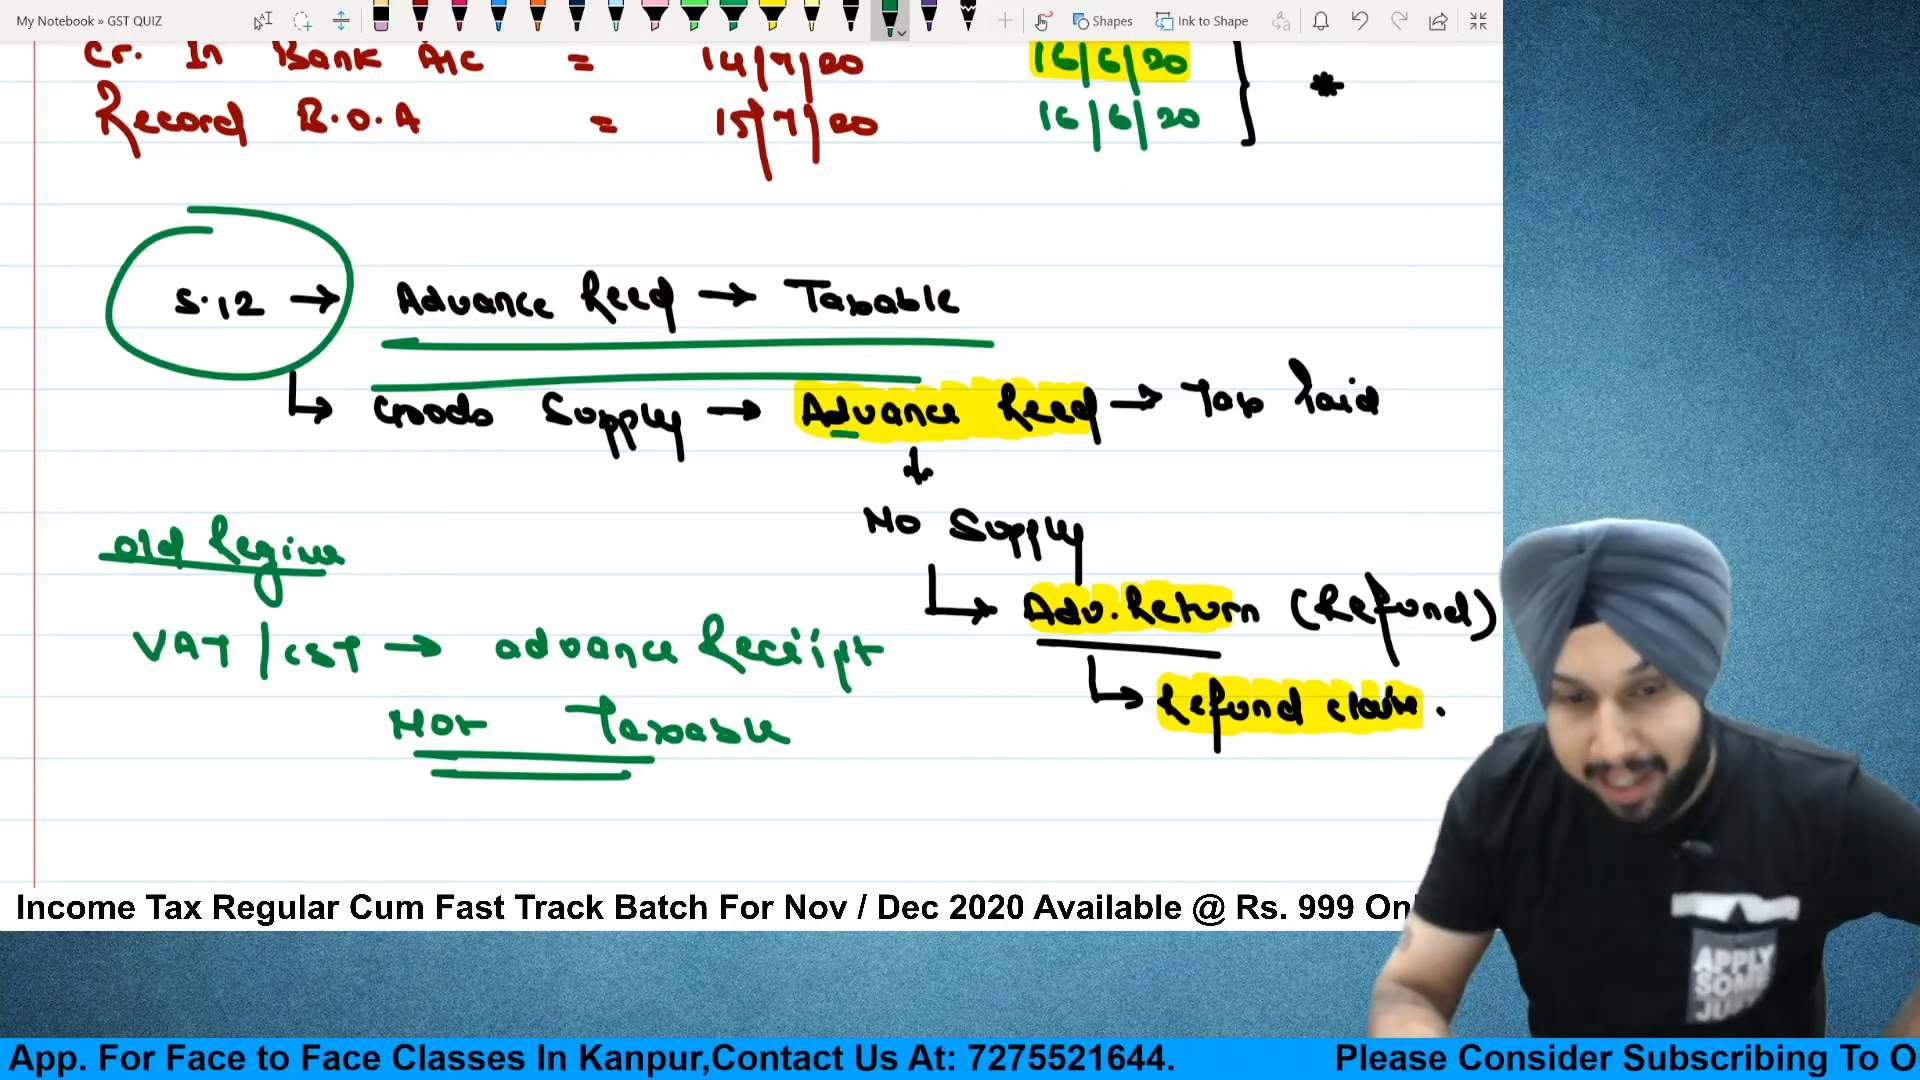 My Notebook » GST QUIZ
Shapes
Ink to Shape
Cr. In Bank A/C = 14/7/20 16/6/20
Record B.O.A = 15/7/20 16/6/20
*
S.12 → Advance Recd → Taxable
↳ Goods Supply → Advance Recd → Tax Paid
↓
No Supply
↳ Adv. Return (Refund)
↳ Refund claim.
Old Regime
VAT/CST → advance Receipt
Not Taxable
Income Tax Regular Cum Fast Track Batch For Nov / Dec 2020 Available @ Rs. 999 Onl
APPLY
SOME
App. For Face to Face Classes In Kanpur,Contact Us At: 7275521644.
Please Consider Subscribing To O